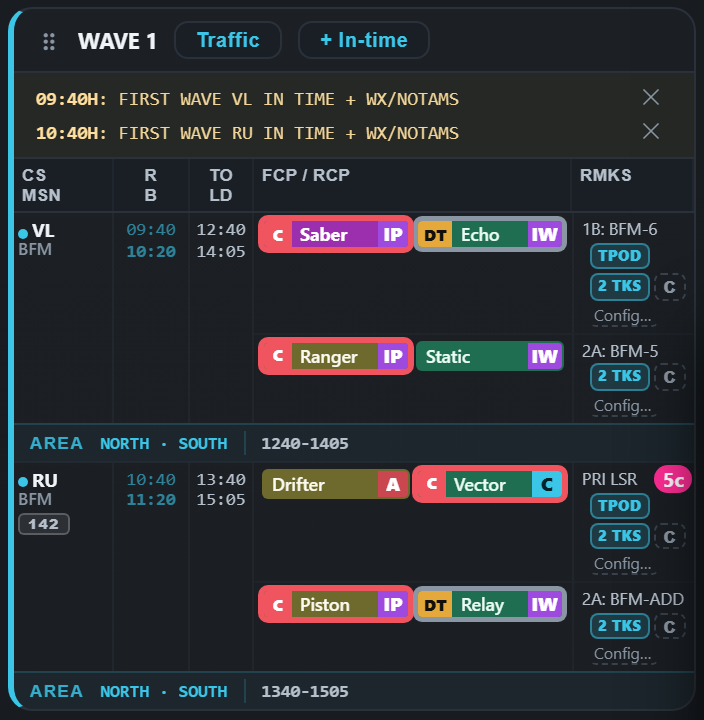 WAVE 1 Traffic + In-time
09:40H: FIRST WAVE VL IN TIME + WX/NOTAMS
10:40H: FIRST WAVE RU IN TIME + WX/NOTAMS
CS R TO FCP / RCP RMKS
MSN B LD
VL 09:40 12:40 C Saber IP DT Echo IW 1B: BFM-6
BFM 10:20 14:05 TPOD
2 TKS C
Config...
C Ranger IP Static IW 2A: BFM-5
2 TKS C
Config...
AREA NORTH · SOUTH 1240-1405
RU 10:40 13:40 Drifter A C Vector C PRI LSR 5c
BFM 11:20 15:05 TPOD
142 2 TKS C
Config...
C Piston IP DT Relay IW 2A: BFM-ADD
2 TKS C
Config...
AREA NORTH · SOUTH 1340-1505